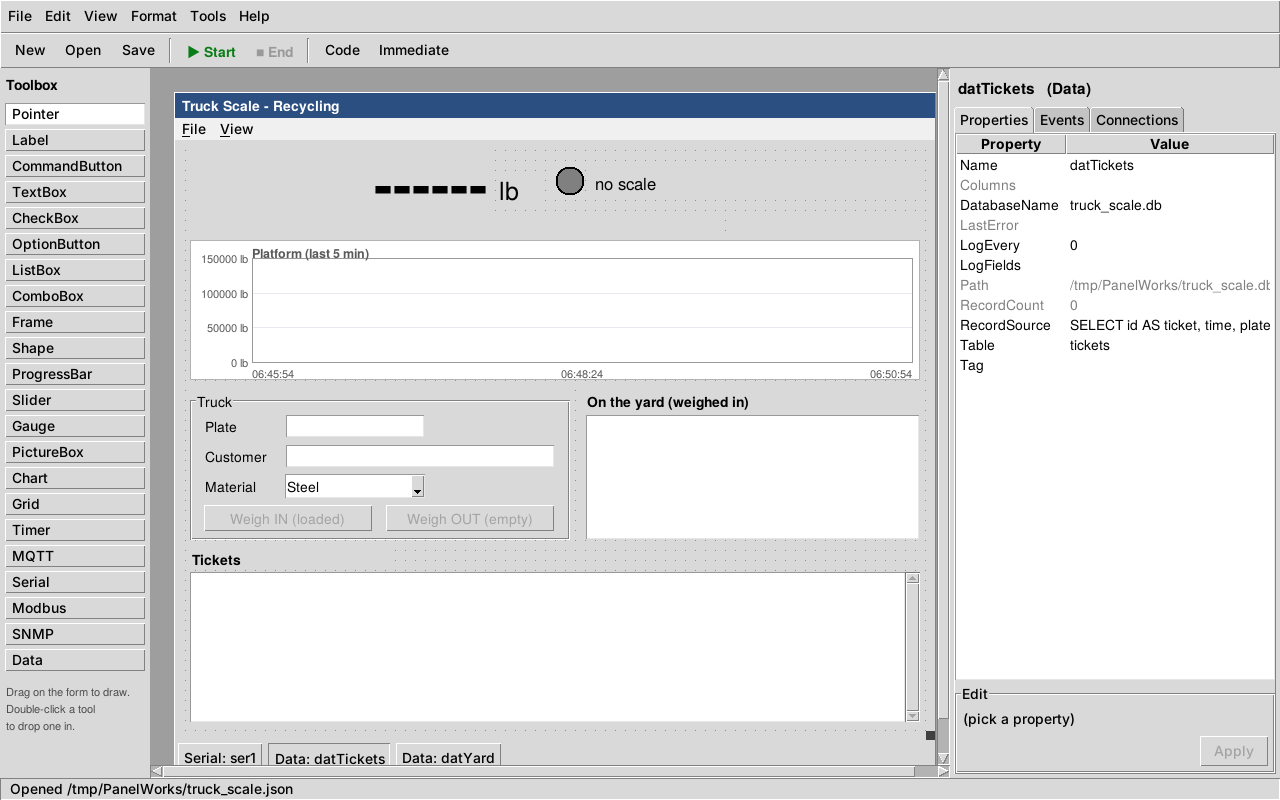 File Edit View Format Tools Help
New Open Save ▶ Start ■ End Code Immediate
Toolbox
Pointer
Label
CommandButton
TextBox
CheckBox
OptionButton
ListBox
ComboBox
Frame
Shape
ProgressBar
Slider
Gauge
PictureBox
Chart
Grid
Timer
MQTT
Serial
Modbus
SNMP
Data
Drag on the form to draw.
Double-click a tool
to drop one in.
Truck Scale - Recycling
File View
------ lb no scale
Platform (last 5 min)
150000 lb
100000 lb
50000 lb
0 lb
06:45:54 06:48:24 06:50:54
Truck
Plate
Customer
Material Steel
Weigh IN (loaded) Weigh OUT (empty)
On the yard (weighed in)
Tickets
Serial: ser1 Data: datTickets Data: datYard
datTickets (Data)
Properties Events Connections
Property Value
Name datTickets
Columns
DatabaseName truck_scale.db
LastError
LogEvery 0
LogFields
Path /tmp/PanelWorks/truck_scale.db
RecordCount 0
RecordSource SELECT id AS ticket, time, plate
Table tickets
Tag
Edit
(pick a property)
Apply
Opened /tmp/PanelWorks/truck_scale.json